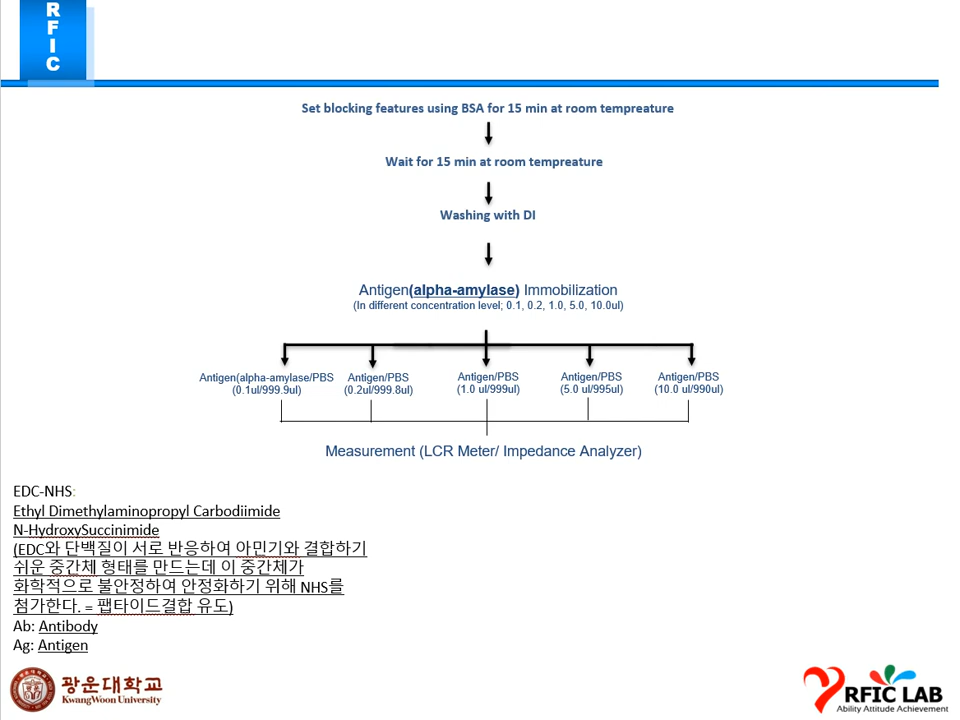 RFIC
Set blocking features using BSA for 15 min at room tempreature
Wait for 15 min at room tempreature
Washing with DI
Antigen(alpha-amylase) Immobilization
(In different concentration level; 0.1, 0.2, 1.0, 5.0, 10.0ul)
Antigen(alpha-amylase/PBS
(0.1ul/999.9ul)
Antigen/PBS
(0.2ul/999.8ul)
Antigen/PBS
(1.0 ul/999ul)
Antigen/PBS
(5.0 ul/995ul)
Antigen/PBS
(10.0 ul/990ul)
Measurement (LCR Meter/ Impedance Analyzer)
EDC-NHS:
Ethyl Dimethylaminopropyl Carbodiimide
N-HydroxySuccinimide
(EDC와 단백질이 서로 반응하여 아민기와 결합하기
쉬운 중간체 형태를 만드는데 이 중간체가
화학적으로 불안정하여 안정화하기 위해 NHS를
첨가한다. = 팹타이드결합 유도)
Ab: Antibody
Ag: Antigen
광운대학교
KwangWoon University
RFIC LAB
Ability Attitude Achievement